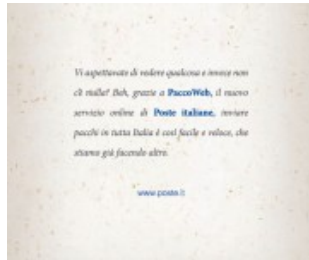 Vi aspettavate di vedere qualcosa e invece non
c'è nulla? Beh, grazie a PaccoWeb, il nuovo
servizio online di Poste italiane, inviare
pacchi in tutta Italia è così facile e veloce, che
stiamo già facendo altro.
www.poste.it